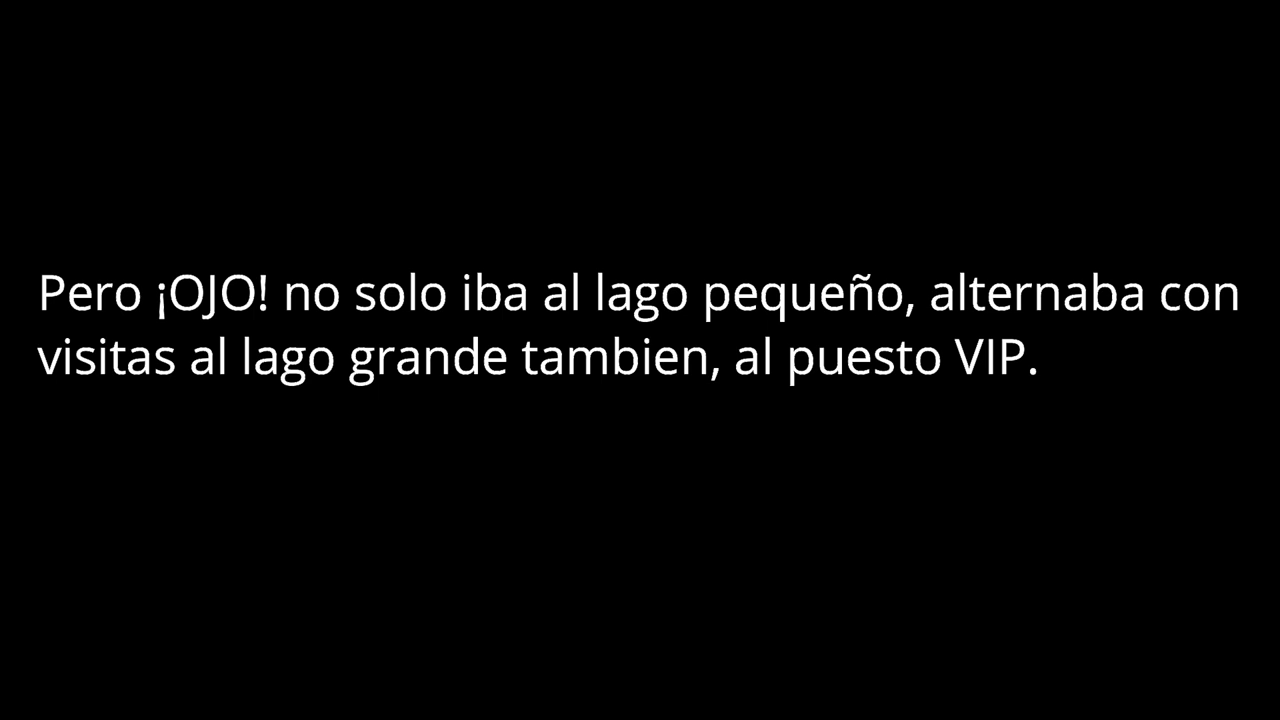 Pero ¡OJO! no solo iba al lago pequeño, alternaba con
visitas al lago grande tambien, al puesto VIP.